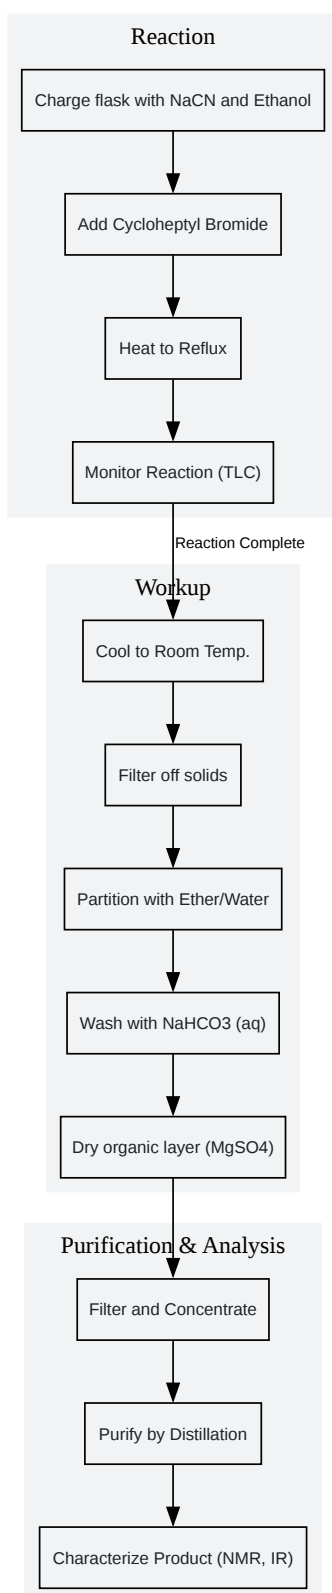 Reaction
Charge flask with NaCN and Ethanol
Add Cycloheptyl Bromide
Heat to Reflux
Monitor Reaction (TLC)
Reaction Complete
Workup
Cool to Room Temp.
Filter off solids
Partition with Ether/Water
Wash with NaHCO3 (aq)
Dry organic layer (MgSO4)
Purification & Analysis
Filter and Concentrate
Purify by Distillation
Characterize Product (NMR, IR)